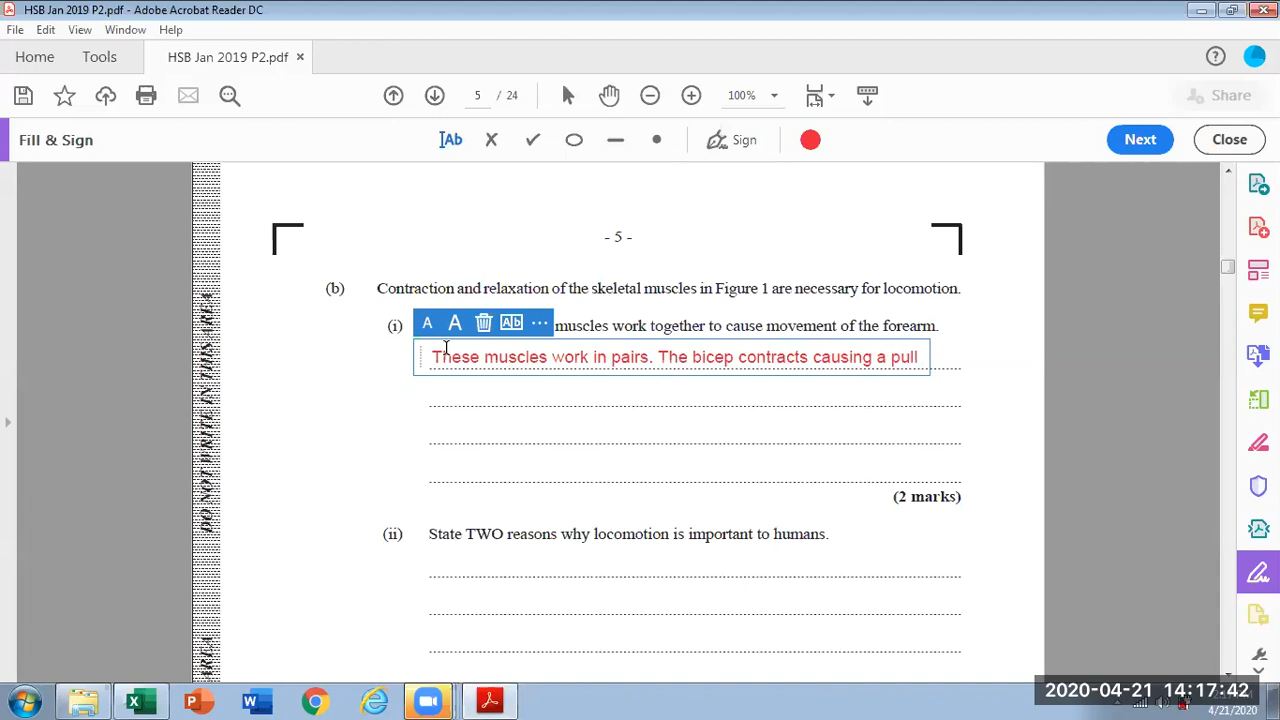 HSB Jan 2019 P2.pdf - Adobe Acrobat Reader DC
File Edit View Window Help
Home Tools HSB Jan 2019 P2.pdf ×
5 / 24 100% Share
Fill & Sign Ab Sign Next Close
- 5 -
(b) Contraction and relaxation of the skeletal muscles in Figure 1 are necessary for locomotion.
(i) A A Ab ... muscles work together to cause movement of the forearm.
These muscles work in pairs. The bicep contracts causing a pull
(2 marks)
(ii) State TWO reasons why locomotion is important to humans.
2020-04-21 14:17:42
4/21/2020